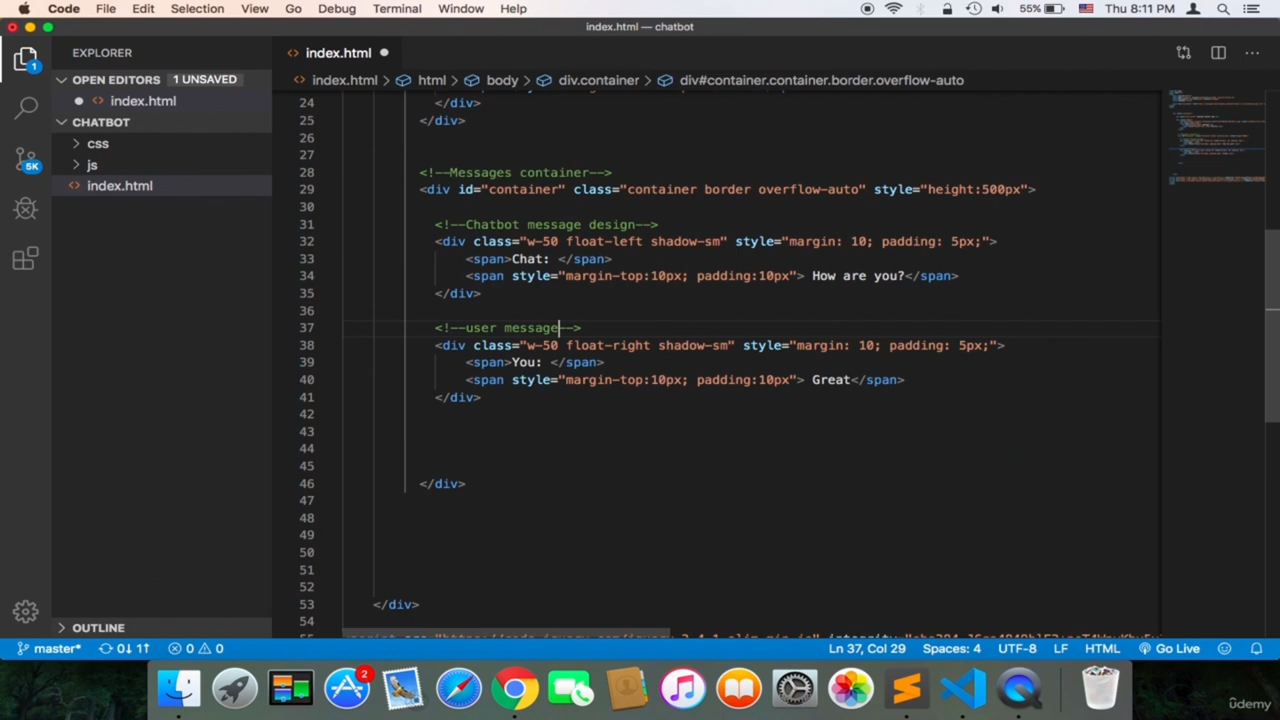 Code File Edit Selection View Go Debug Terminal Window Help 55% Thu 8:11 PM
index.html — chatbot
EXPLORER
index.html
OPEN EDITORS 1 UNSAVED
index.html > html > body > div.container > div#container.container.border.overflow-auto
index.html
CHATBOT
css
js
index.html
24 </div>
25 </div>
26
27
28 <!--Messages container-->
29 <div id="container" class="container border overflow-auto" style="height:500px">
30
31 <!--Chatbot message design-->
32 <div class="w-50 float-left shadow-sm" style="margin: 10; padding: 5px;">
33 <span>Chat: </span>
34 <span style="margin-top:10px; padding:10px"> How are you?</span>
35 </div>
36
37 <!--user message-->
38 <div class="w-50 float-right shadow-sm" style="margin: 10; padding: 5px;">
39 <span>You: </span>
40 <span style="margin-top:10px; padding:10px"> Great</span>
41 </div>
42
43
44
45
46 </div>
47
48
49
50
51
52
53 </div>
54
OUTLINE
master* 0↓ 1↑ 0 0 Ln 37, Col 29 Spaces: 4 UTF-8 LF HTML Go Live
1
5K
2
udemy